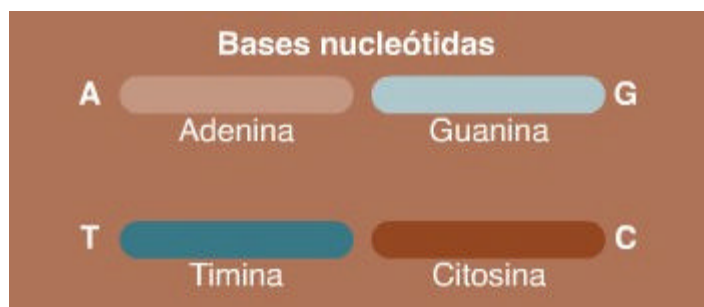 Bases nucleótidas
A G
Adenina Guanina
T C
Timina Citosina